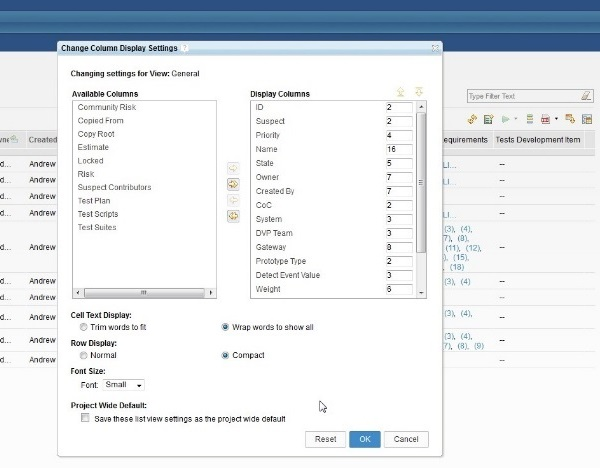 Change Column Display Settings ?
Changing settings for View: General
Available Columns
Display Columns
Community Risk
Copied From
Copy Root
Estimate
Locked
Risk
Suspect Contributors
Test Plan
Test Scripts
Test Suites
ID 2
Suspect 2
Priority 4
Name 16
State 5
Owner 7
Created By 7
CoC 2
System 3
DVP Team 3
Gateway 8
Prototype Type 2
Detect Event Value 3
Weight 6
Cell Text Display:
Trim words to fit
Wrap words to show all
Row Display:
Normal
Compact
Font Size:
Font: Small
Project Wide Default:
Save these list view settings as the project wide default
Reset OK Cancel
Type Filter Text
Created
equirements Tests Development Item
d... Andrew LI... --
d... Andrew LI... --
d... Andrew --
d... Andrew LI... --
(3), (4),
7), (8),
d... Andrew (11), (12), --
), (15),
(18)
d... Andrew (3), (4), --
d... Andrew --
d... Andrew (3), (4), --
d... Andrew (3), (4), --
7), (8), (9)
d... Andrew --